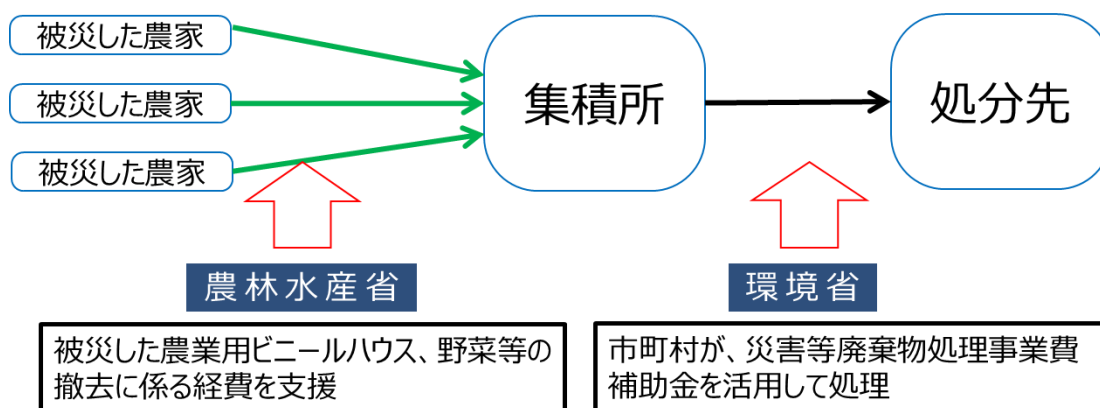 被災した農家
被災した農家
被災した農家
集積所
処分先
農林水産省
環境省
被災した農業用ビニールハウス、野菜等の
撤去に係る経費を支援
市町村が、災害等廃棄物処理事業費
補助金を活用して処理